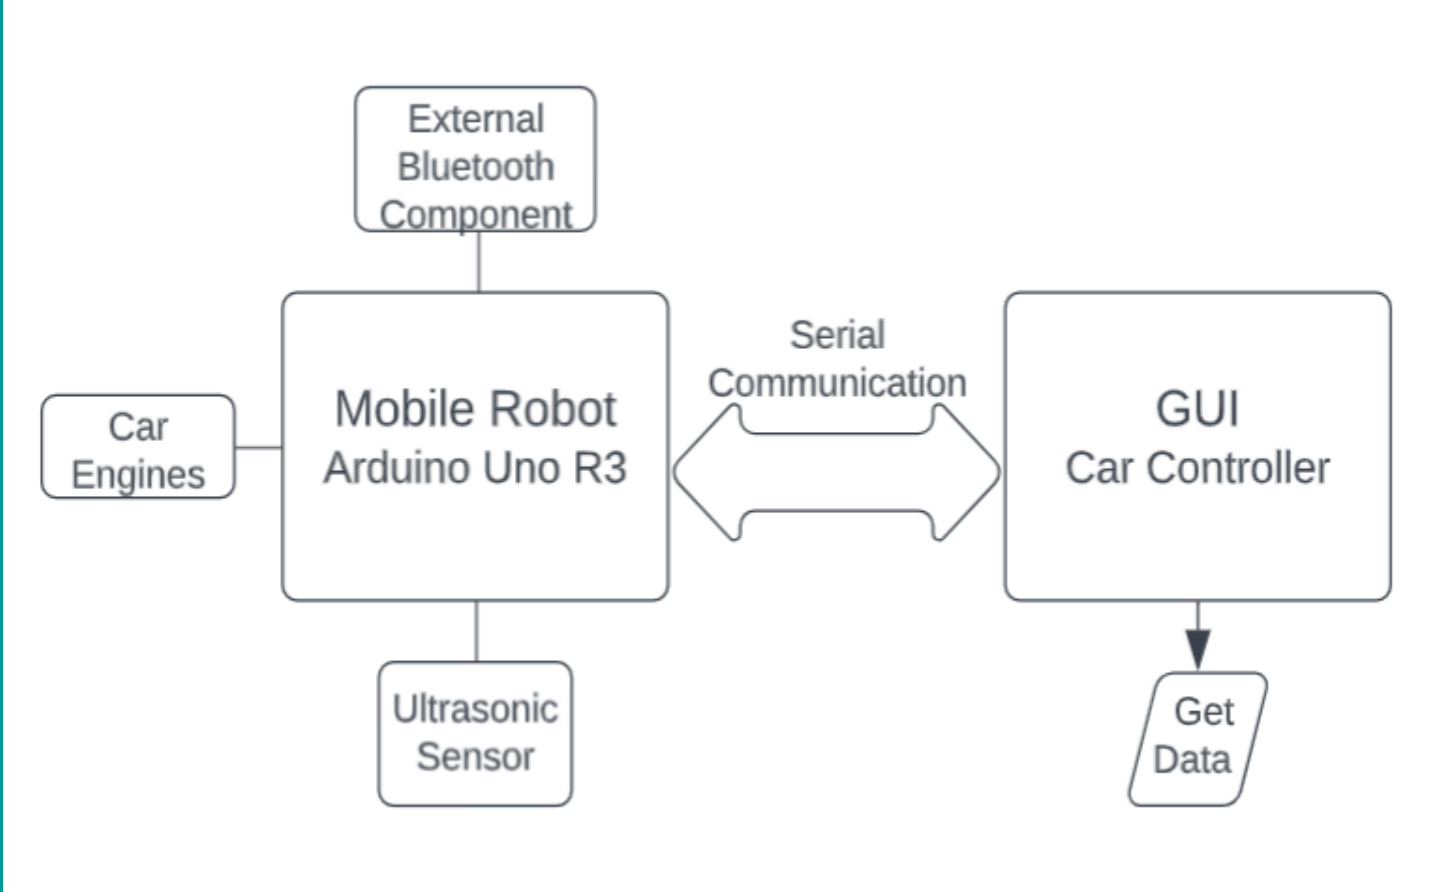 External
Bluetooth
Component
Serial
Communication
Car
Engines
Mobile Robot
Arduino Uno R3
GUI
Car Controller
Ultrasonic
Sensor
Get
Data